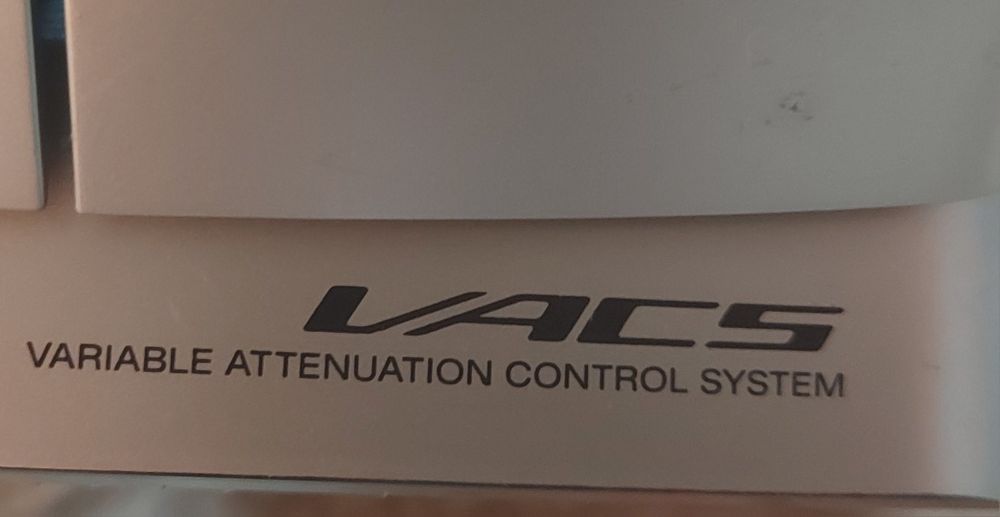 VACS
VARIABLE ATTENUATION CONTROL SYSTEM